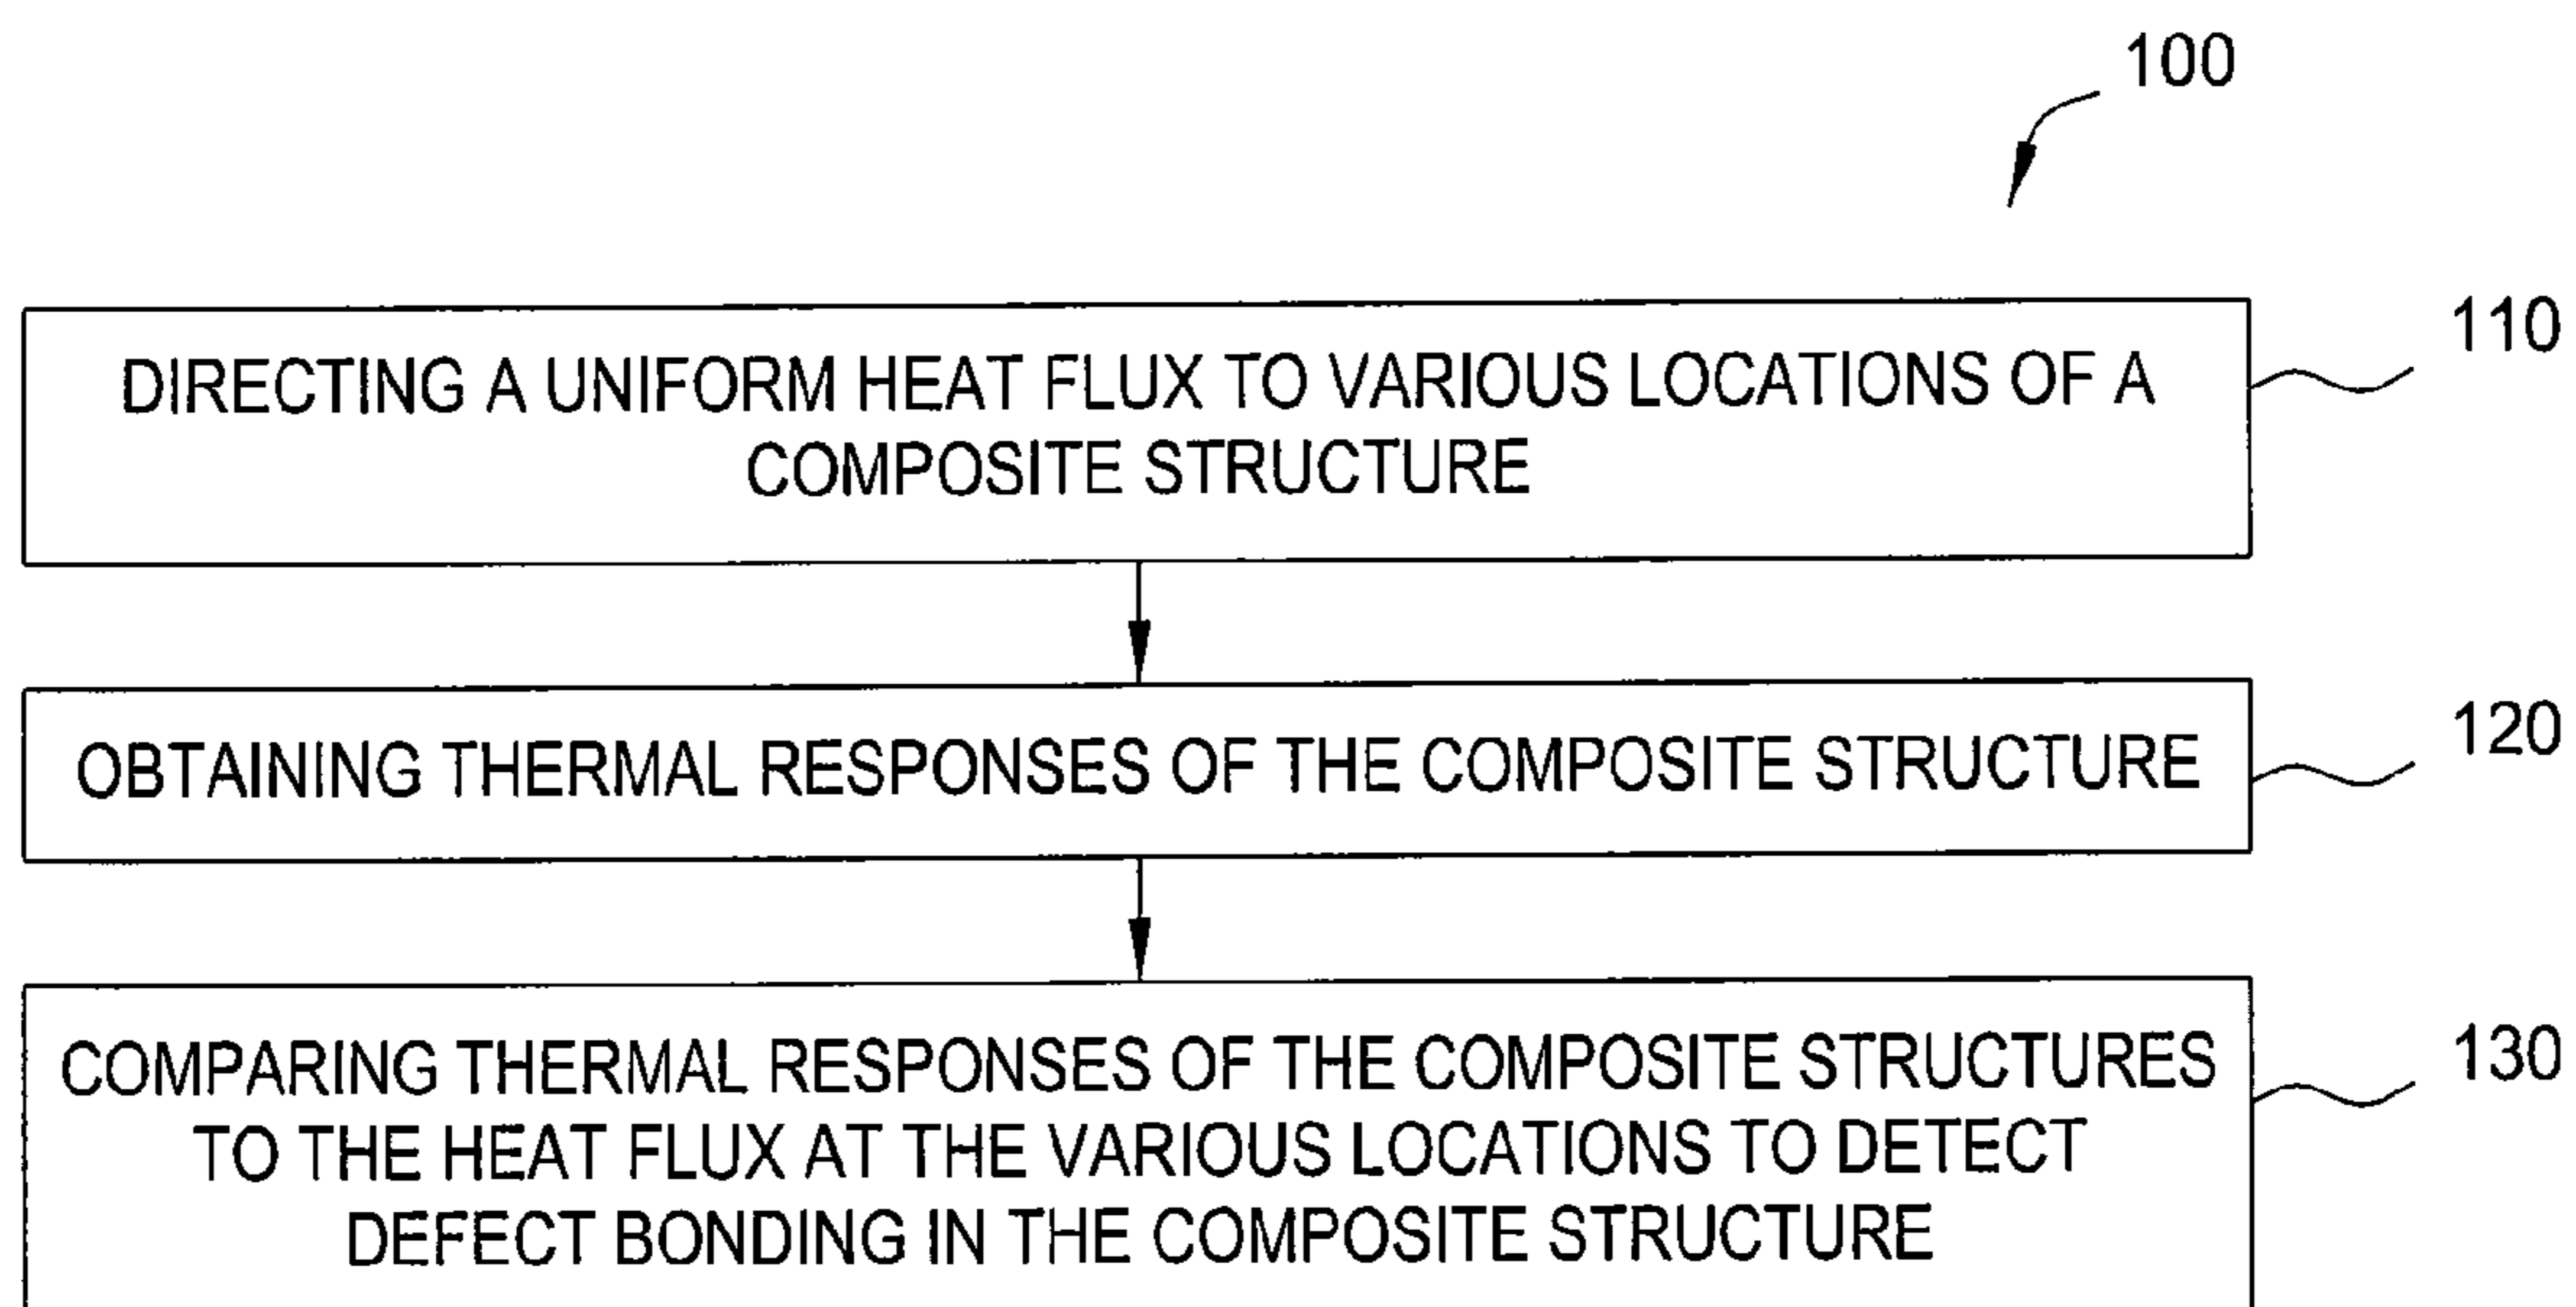 100
DIRECTING A UNIFORM HEAT FLUX TO VARIOUS LOCATIONS OF A
COMPOSITE STRUCTURE
110
OBTAINING THERMAL RESPONSES OF THE COMPOSITE STRUCTURE
120
COMPARING THERMAL RESPONSES OF THE COMPOSITE STRUCTURES
TO THE HEAT FLUX AT THE VARIOUS LOCATIONS TO DETECT
DEFECT BONDING IN THE COMPOSITE STRUCTURE
130